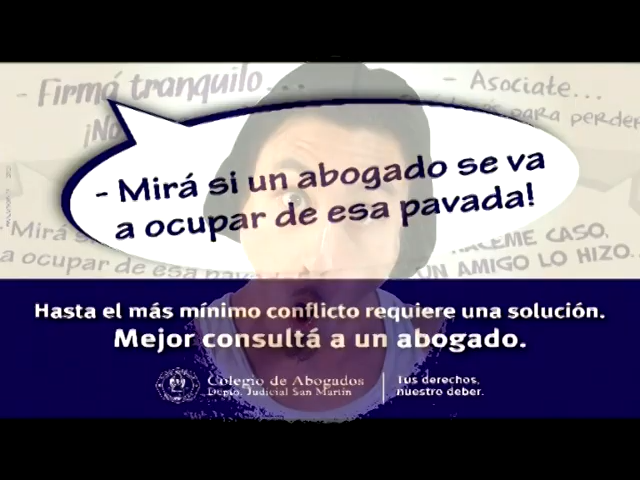 - Firmá tranquilo...
¡No
- Asociate...
para perder
- Mirá si un abogado se va
a ocupar de esa pavada!
- Mirá si
a ocupar de esa pavada
HACEME CASO,
UN AMIGO LO HIZO...
Hasta el más mínimo conflicto requiere una solución.
Mejor consultá a un abogado.
Colegio de Abogados
Depto. Judicial San Martín
Tus derechos,
nuestro deber.